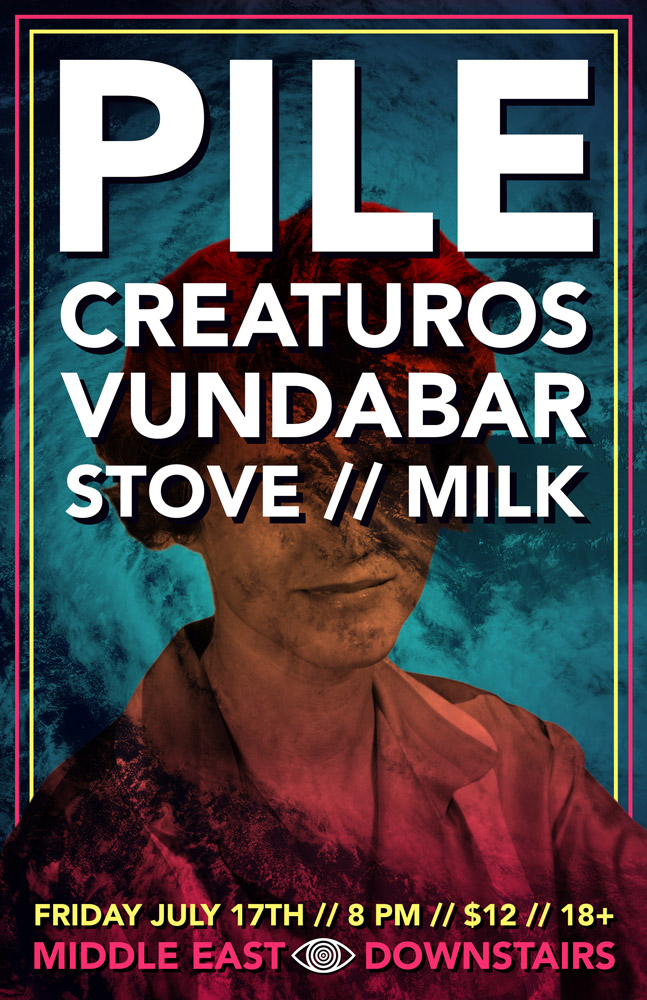 PILE
CREATUROS
VUNDABAR
STOVE // MILK
FRIDAY JULY 17TH // 8 PM // $12 // 18+
MIDDLE EAST DOWNSTAIRS